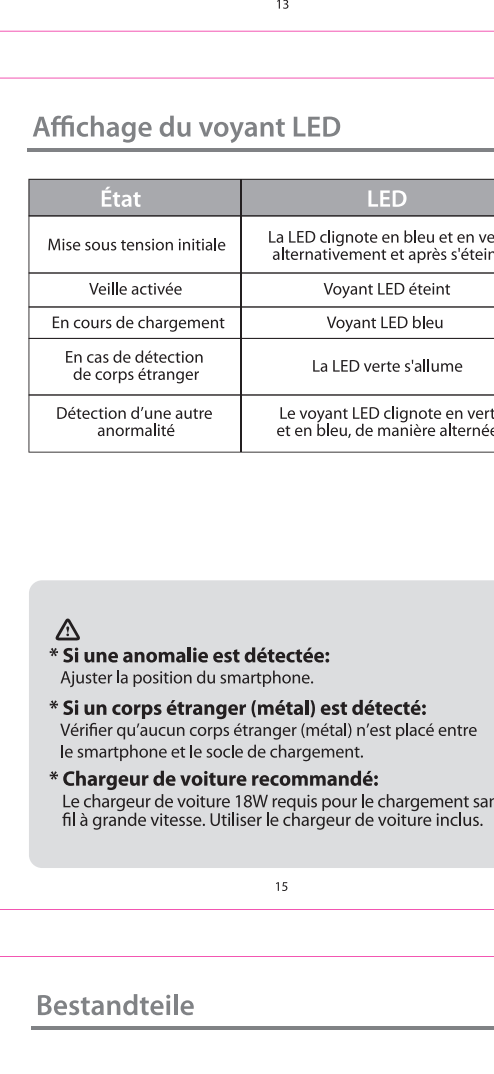 13
Affichage du voyant LED
État
LED
Mise sous tension initiale
La LED clignote en bleu et en
alternativement et après
Veille activée
Voyant LED éteint
En cours de chargement
Voyant LED bleu
En cas de détection
de corps étranger
La LED verte s'allume
Détection d’une autre
anormalité
Le voyant LED clignote en vert
et en bleu, de manière alternée
* Si une anomalie est détectée:
Ajuster la position du smartphone.
* Si un corps étranger (métal) est détecté:
Vérifier qu’aucun corps étranger (métal) n’est placé entre
le smartphone et le socle de chargement.
* Chargeur de voiture recommandé:
Le chargeur de voiture 18W requis pour le chargement
fil à grande vitesse. Utiliser le chargeur de voiture inclus.
15
Bestandteile